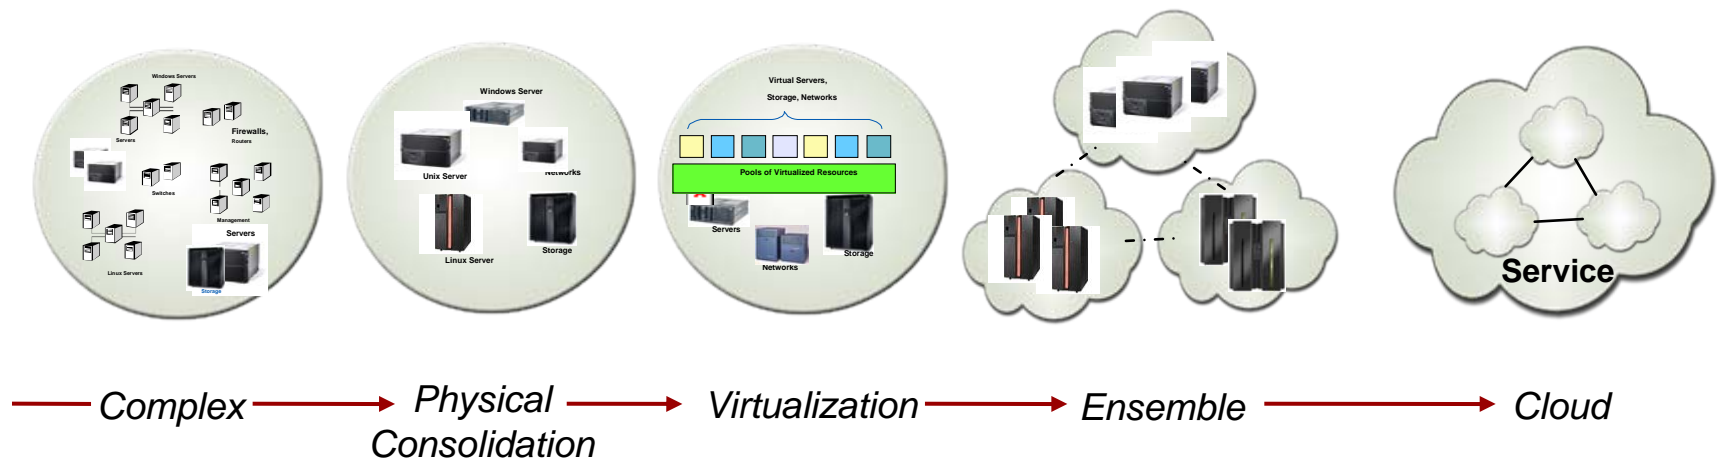 Windows Servers
Servers
Firewalls,
Routers
Switches
Management
Servers
Linux Servers
Storage
Windows Server
Unix Server
Networks
Linux Server
Storage
Virtual Servers,
Storage, Networks
Pools of Virtualized Resources
Servers
Networks
Storage
Service
Complex
Physical
Consolidation
Virtualization
Ensemble
Cloud